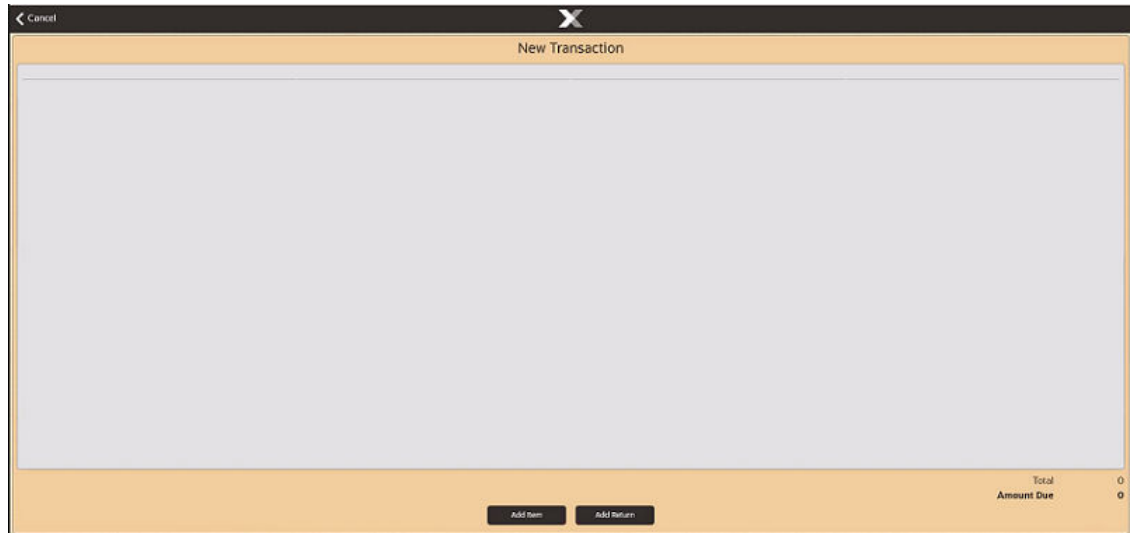 Cancel
New Transaction
Total 0
Amount Due 0
Add Item Add Return